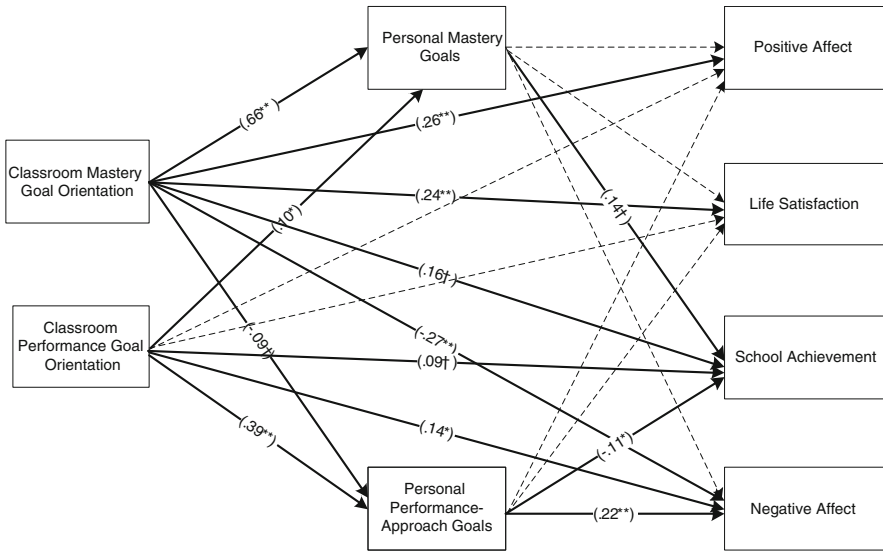 Personal Mastery
Goals
Positive Affect
(.66**)
(.26**)
Classroom Mastery
Goal Orientation
(.24**)
(.10*)
(.14†)
Life Satisfaction
(.16†)
Classroom
Performance Goal
Orientation
(-.09†)
(-.27**)
(.09†)
School Achievement
(.39**)
(.14*)
(-.11*)
Personal
Performance-
Approach Goals
(.22**)
Negative Affect